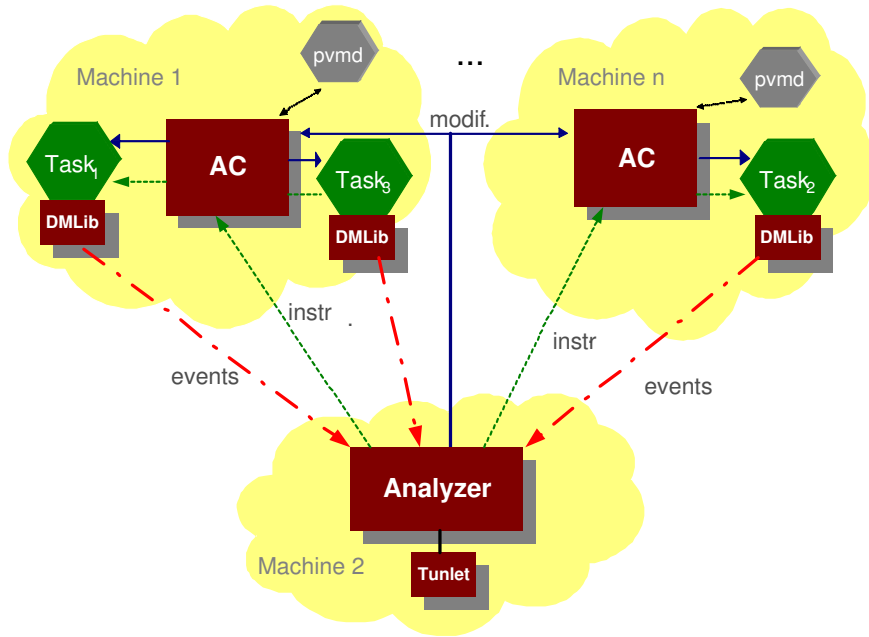 pvmd
...
Machine 1
Machine n
pvmd
modif.
AC
AC
Task1
Task3
Task2
DMLib
DMLib
DMLib
instr .
instr
events
events
Analyzer
Machine 2
Tunlet